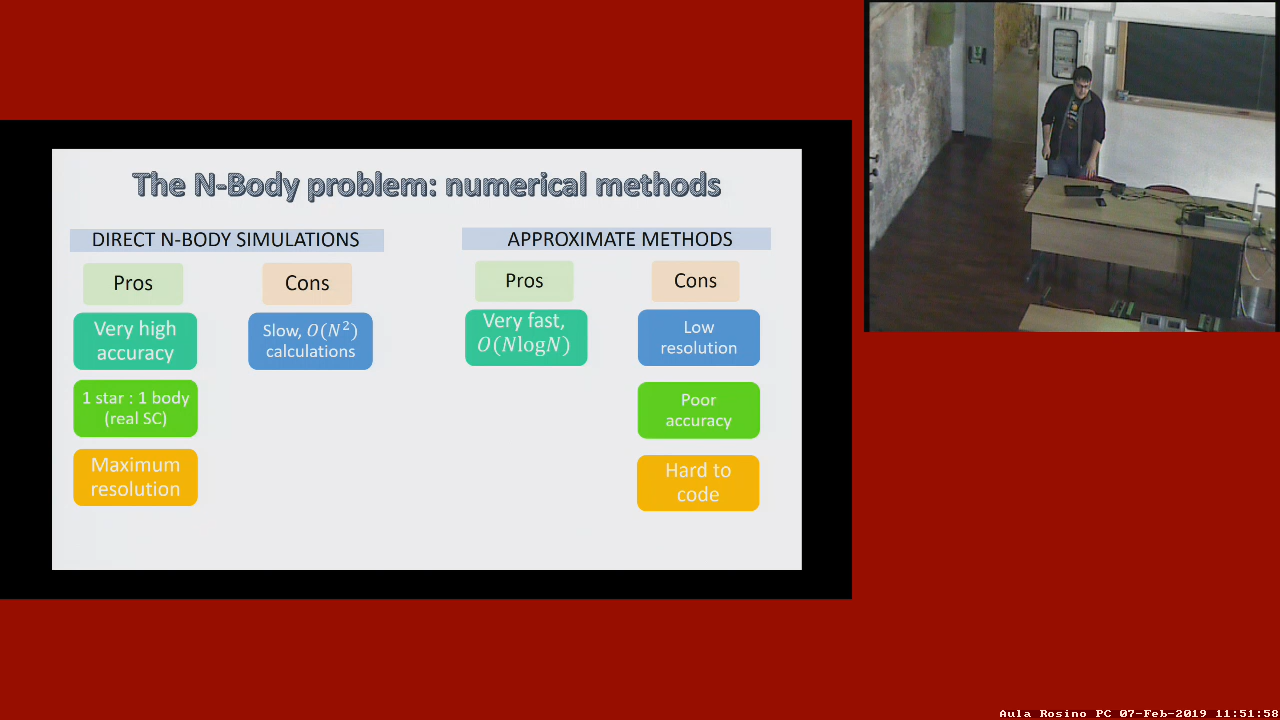 The N-Body problem: numerical methods
DIRECT N-BODY SIMULATIONS
Pros
Cons
Very high
accuracy
Slow, O(N²)
calculations
1 star : 1 body
(real SC)
Maximum
resolution
APPROXIMATE METHODS
Pros
Cons
Very fast,
O(NlogN)
Low
resolution
Poor
accuracy
Hard to
code
Aula Rosino PC 07-Feb-2019 11:51:58